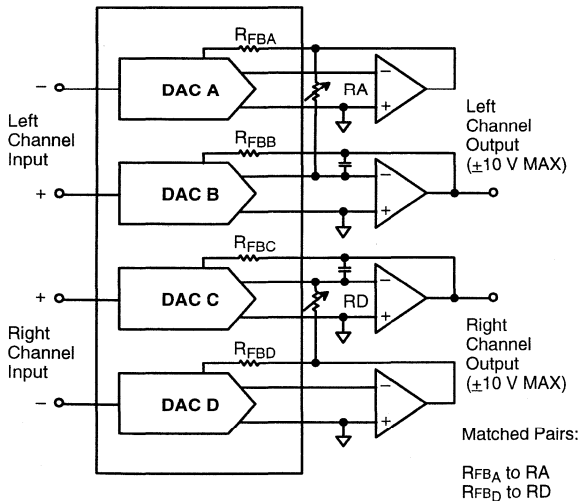 RFBA
− DAC A − RA +
Left
Channel
Input
Left
Channel
Output
(±10 V MAX)
RFBB
+ DAC B − +
RFBC
+ DAC C − RD +
Right
Channel
Input
Right
Channel
Output
(±10 V MAX)
RFBD
− DAC D − +
Matched Pairs:
RFBA to RA
RFBD to RD